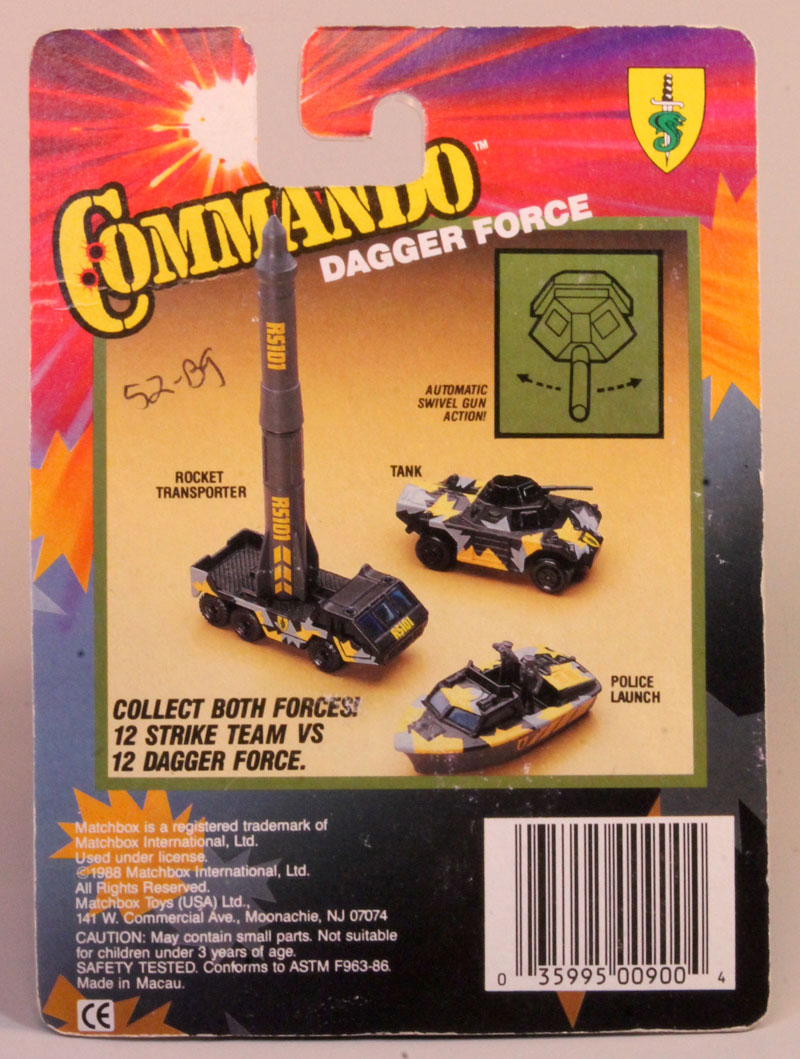 COMMANDO™
DAGGER FORCE
RS101
52-B9
AUTOMATIC
SWIVEL GUN
ACTION!
ROCKET
TRANSPORTER
TANK
RS101
RS101
POLICE
LAUNCH
COLLECT BOTH FORCES!
12 STRIKE TEAM VS
12 DAGGER FORCE.
Matchbox is a registered trademark of
Matchbox International, Ltd.
Used under license.
©1988 Matchbox International, Ltd.
All Rights Reserved.
Matchbox Toys (USA) Ltd.,
141 W. Commercial Ave., Moonachie, NJ 07074
CAUTION: May contain small parts. Not suitable
for children under 3 years of age.
SAFETY TESTED. Conforms to ASTM F963-86.
Made in Macau.
CE
0 35995 00900 4